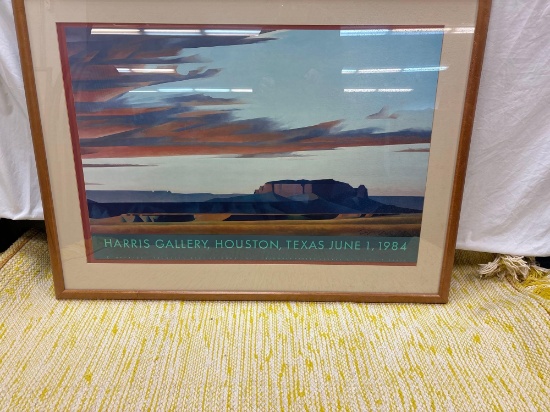 HARRIS GALLERY, HOUSTON, TEXAS JUNE 1, 1984